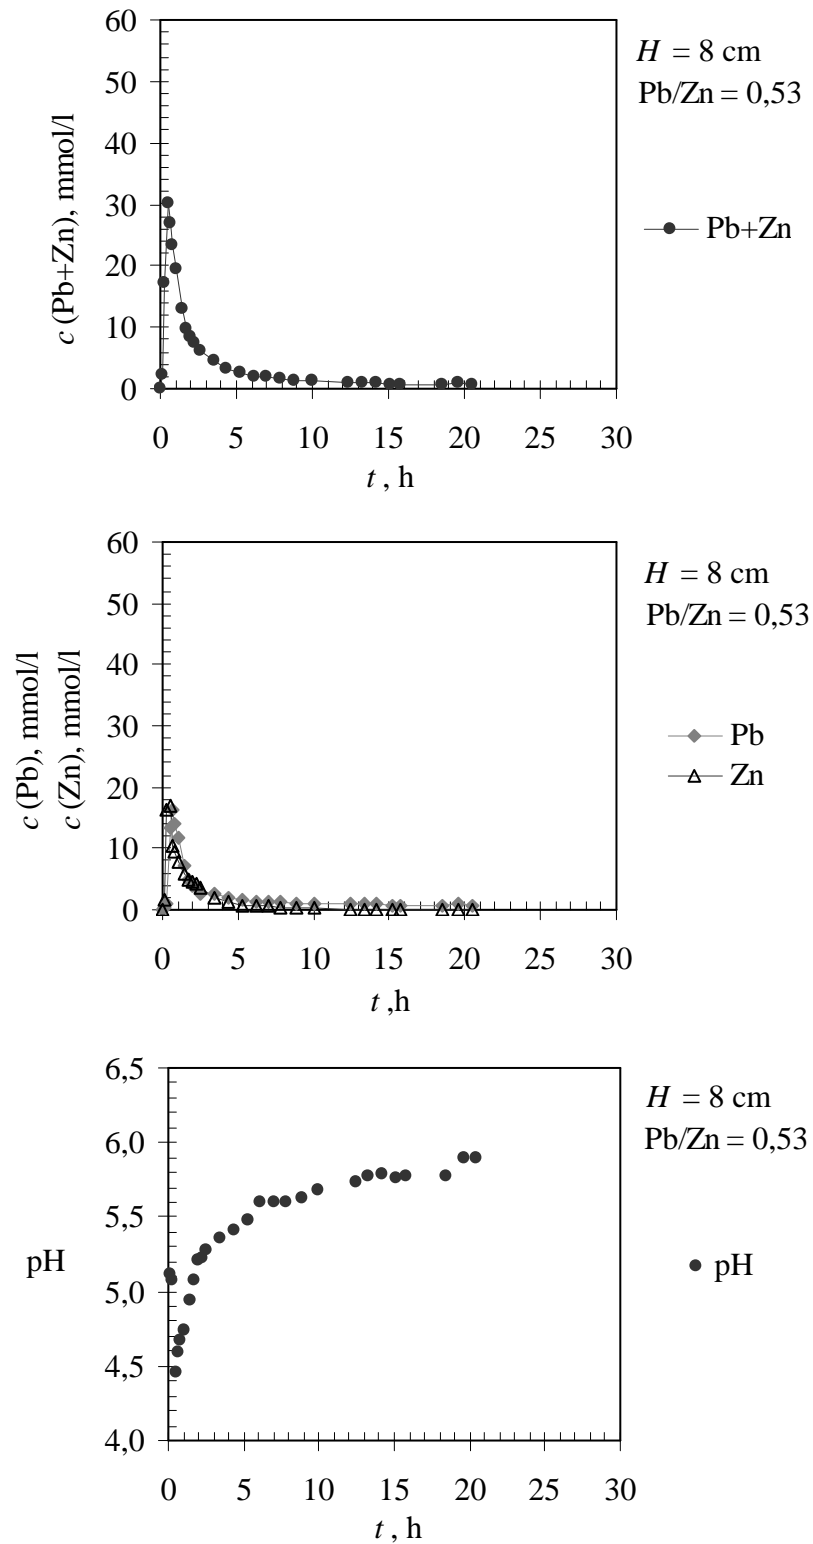 60
50
40
30
20
10
0
c (Pb+Zn), mmol/l
0 5 10 15 20 25 30
t , h
H = 8 cm
Pb/Zn = 0,53
Pb+Zn
60
50
40
30
20
10
0
c (Pb), mmol/l
c (Zn), mmol/l
0 5 10 15 20 25 30
t ,h
H = 8 cm
Pb/Zn = 0,53
Pb
Zn
6,5
6,0
5,5
5,0
4,5
4,0
pH
0 5 10 15 20 25 30
t , h
H = 8 cm
Pb/Zn = 0,53
pH